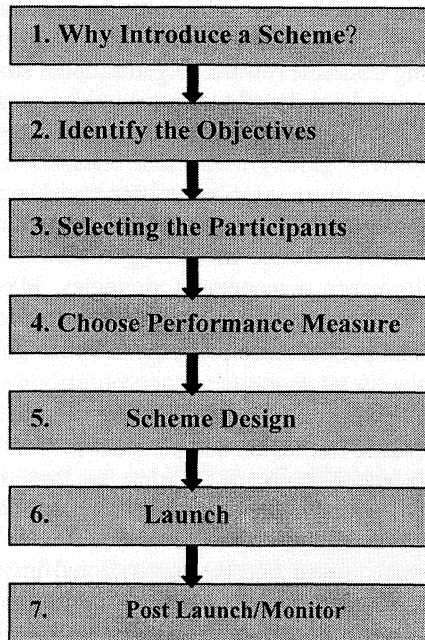 1. Why Introduce a Scheme?
2. Identify the Objectives
3. Selecting the Participants
4. Choose Performance Measure
5. Scheme Design
6. Launch
7. Post Launch/Monitor